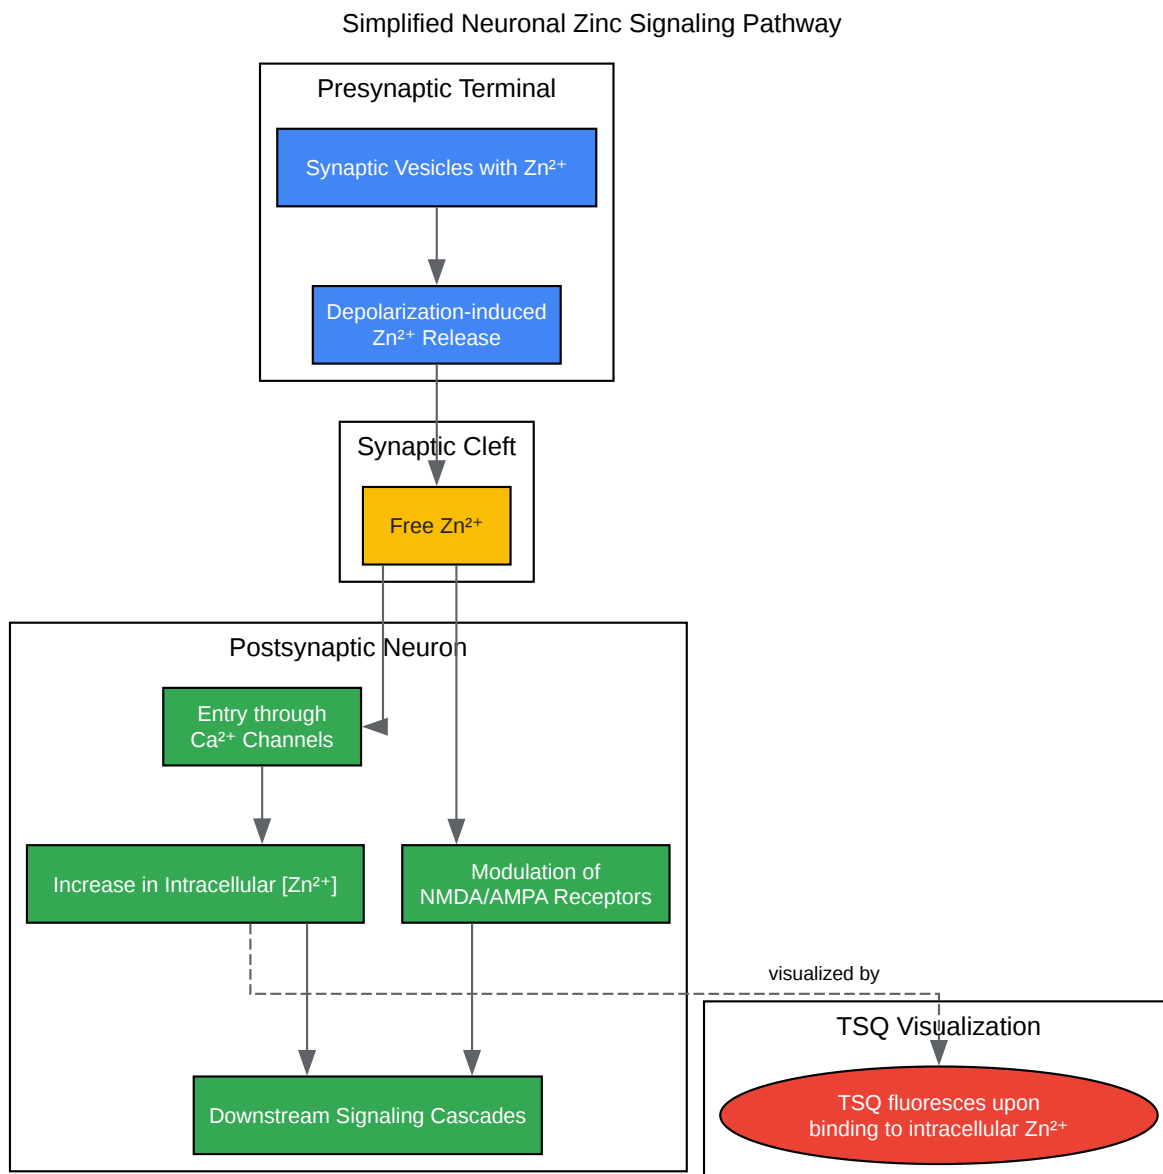 Simplified Neuronal Zinc Signaling Pathway
Presynaptic Terminal
Synaptic Vesicles with Zn²⁺
Depolarization-induced
Zn²⁺ Release
Synaptic Cleft
Free Zn²⁺
Postsynaptic Neuron
Entry through
Ca²⁺ Channels
Increase in Intracellular [Zn²⁺]
Modulation of
NMDA/AMPA Receptors
visualized by
Downstream Signaling Cascades
TSQ Visualization
TSQ fluoresces upon
binding to intracellular Zn²⁺